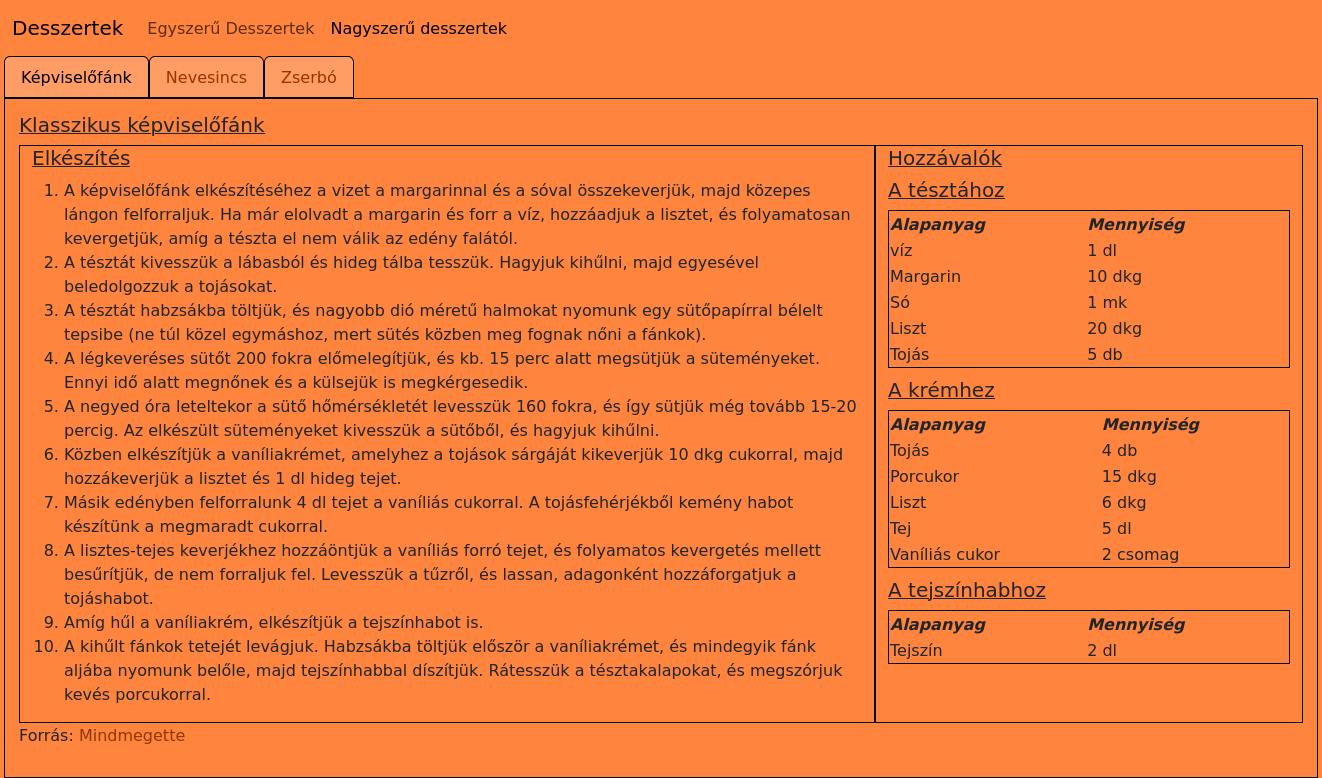 Desszertek Egyszerű Desszertek Nagyszerű desszertek
Képviselőfánk Nevesincs Zserbó
Klasszikus képviselőfánk
Elkészítés
1. A képviselőfánk elkészítéséhez a vizet a margarinnal és a sóval összekeverjük, majd közepes
lángon felforraljuk. Ha már elolvadt a margarin és forr a víz, hozzáadjuk a lisztet, és folyamatosan
kevergetjük, amíg a tészta el nem válik az edény falától.
2. A tésztát kivesszük a lábasból és hideg tálba tesszük. Hagyjuk kihűlni, majd egyesével
beledolgozzuk a tojásokat.
3. A tésztát habzsákba töltjük, és nagyobb dió méretű halmokat nyomunk egy sütőpapírral bélelt
tepsibe (ne túl közel egymáshoz, mert sütés közben meg fognak nőni a fánkok).
4. A légkeveréses sütőt 200 fokra előmelegítjük, és kb. 15 perc alatt megsütjük a süteményeket.
Ennyi idő alatt megnőnek és a külsejük is megkérgesedik.
5. A negyed óra leteltekor a sütő hőmérsékletét levesszük 160 fokra, és így sütjük még tovább 15-20
percig. Az elkészült süteményeket kivesszük a sütőből, és hagyjuk kihűlni.
6. Közben elkészítjük a vaníliakrémet, amelyhez a tojások sárgáját kikeverjük 10 dkg cukorral, majd
hozzákeverjük a lisztet és 1 dl hideg tejet.
7. Másik edényben felforralunk 4 dl tejet a vaníliás cukorral. A tojásfehérjékből kemény habot
készítünk a megmaradt cukorral.
8. A lisztes-tejes keverjékhez hozzáöntjük a vaníliás forró tejet, és folyamatos kevergetés mellett
besűrítjük, de nem forraljuk fel. Levesszük a tűzről, és lassan, adagonként hozzáforgatjuk a
tojáshabot.
9. Amíg hűl a vaníliakrém, elkészítjük a tejszínhabot is.
10. A kihűlt fánkok tetejét levágjuk. Habzsákba töltjük először a vaníliakrémet, és mindegyik fánk
aljába nyomunk belőle, majd tejszínhabbal díszítjük. Rátesszük a tésztakalapokat, és megszórjuk
kevés porcukorral.
Hozzávalók
A tésztához
Alapanyag Mennyiség
víz 1 dl
Margarin 10 dkg
Só 1 mk
Liszt 20 dkg
Tojás 5 db
A krémhez
Alapanyag Mennyiség
Tojás 4 db
Porcukor 15 dkg
Liszt 6 dkg
Tej 5 dl
Vaníliás cukor 2 csomag
A tejszínhabhoz
Alapanyag Mennyiség
Tejszín 2 dl
Forrás: Mindmegette